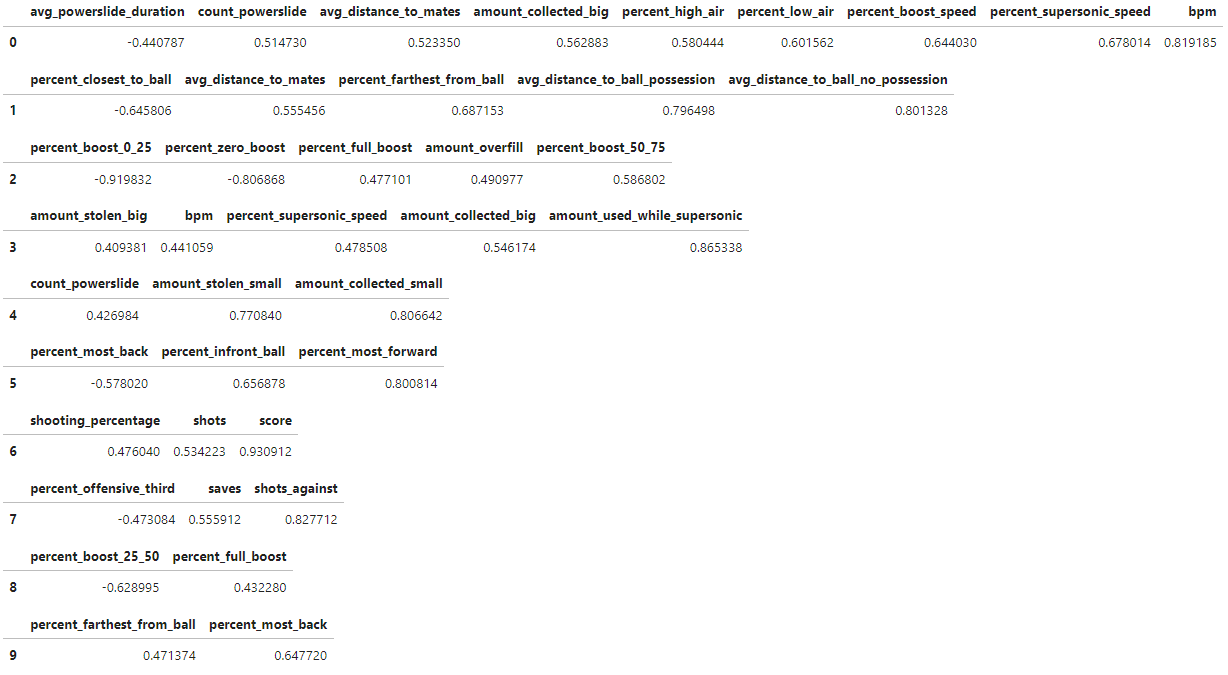 avg_powerslide_duration count_powerslide avg_distance_to_mates amount_collected_big percent_high_air percent_low_air percent_boost_speed percent_supersonic_speed bpm
0 -0.440787 0.514730 0.523350 0.562883 0.580444 0.601562 0.644030 0.678014 0.819185
percent_closest_to_ball avg_distance_to_mates percent_farthest_from_ball avg_distance_to_ball_possession avg_distance_to_ball_no_possession
1 -0.645806 0.555456 0.687153 0.796498 0.801328
percent_boost_0_25 percent_zero_boost percent_full_boost amount_overfill percent_boost_50_75
2 -0.919832 -0.806868 0.477101 0.490977 0.586802
amount_stolen_big bpm percent_supersonic_speed amount_collected_big amount_used_while_supersonic
3 0.409381 0.441059 0.478508 0.546174 0.865338
count_powerslide amount_stolen_small amount_collected_small
4 0.426984 0.770840 0.806642
percent_most_back percent_infront_ball percent_most_forward
5 -0.578020 0.656878 0.800814
shooting_percentage shots score
6 0.476040 0.534223 0.930912
percent_offensive_third saves shots_against
7 -0.473084 0.555912 0.827712
percent_boost_25_50 percent_full_boost
8 -0.628995 0.432280
percent_farthest_from_ball percent_most_back
9 0.471374 0.647720